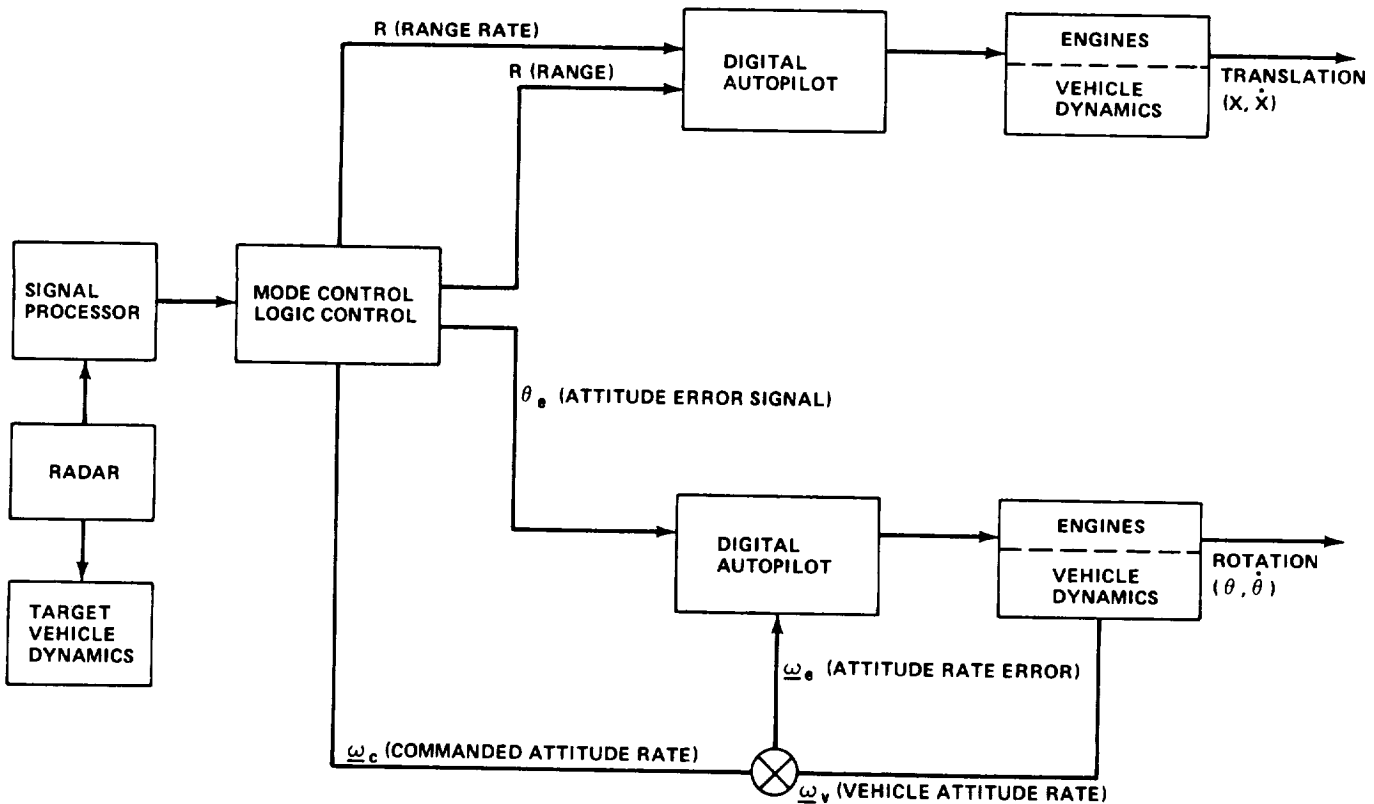 R (RANGE RATE)
R (RANGE)
DIGITAL
AUTOPILOT
ENGINES
VEHICLE
DYNAMICS
TRANSLATION
(X, Ẋ)
SIGNAL
PROCESSOR
MODE CONTROL
LOGIC CONTROL
θe (ATTITUDE ERROR SIGNAL)
RADAR
TARGET
VEHICLE
DYNAMICS
DIGITAL
AUTOPILOT
ENGINES
VEHICLE
DYNAMICS
ROTATION
(θ, θ̇)
ωe (ATTITUDE RATE ERROR)
ωc (COMMANDED ATTITUDE RATE)
ωv (VEHICLE ATTITUDE RATE)